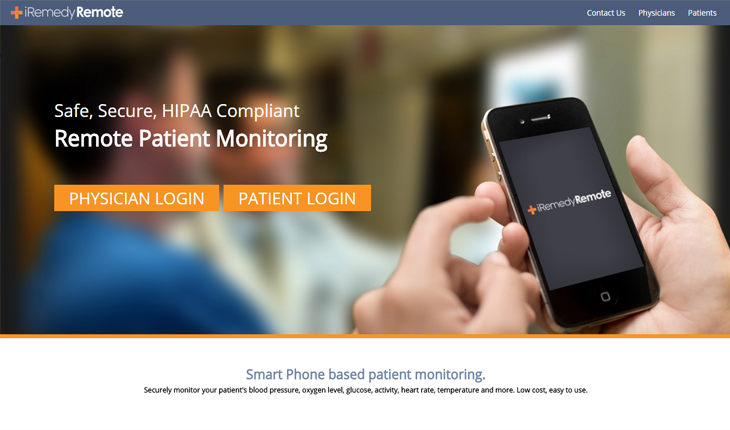 iRemedyRemote
Contact Us
Physicians
Patients
Safe, Secure, HIPAA Compliant
Remote Patient Monitoring
PHYSICIAN LOGIN
PATIENT LOGIN
iRemedyRemote
Smart Phone based patient monitoring.
Securely monitor your patient's blood pressure, oxygen level, glucose, activity, heart rate, temperature and more. Low cost, easy to use.